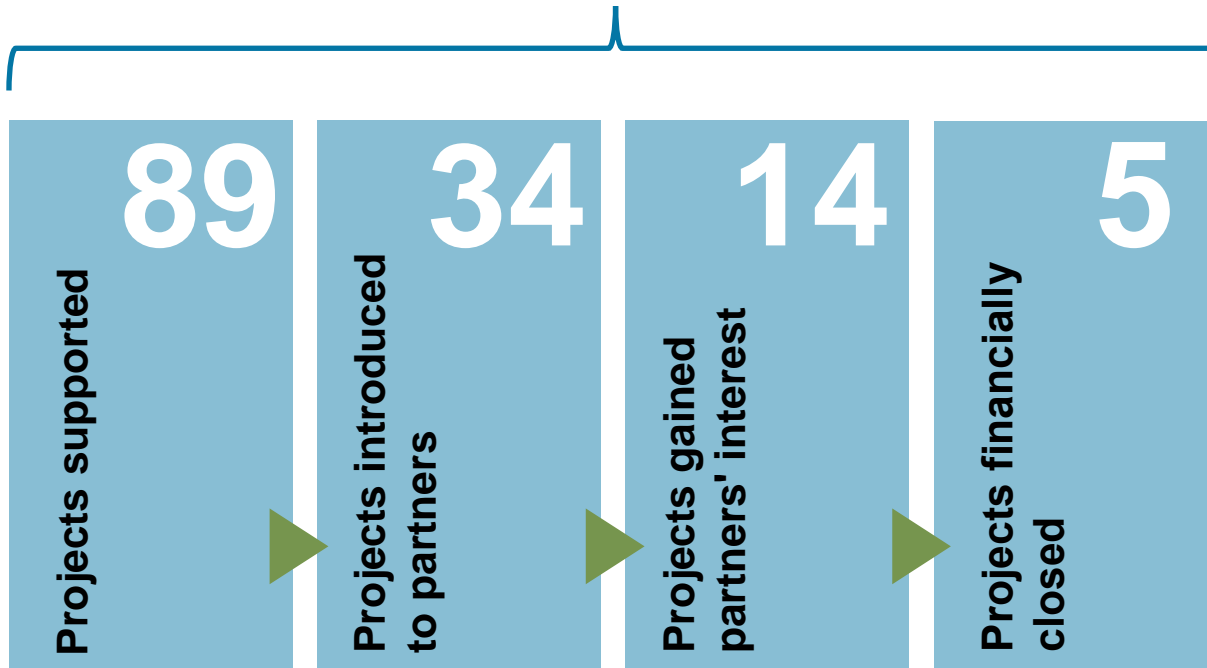 89
Projects supported
34
Projects introduced
to partners
14
Projects gained
partners' interest
5
Projects financially
closed